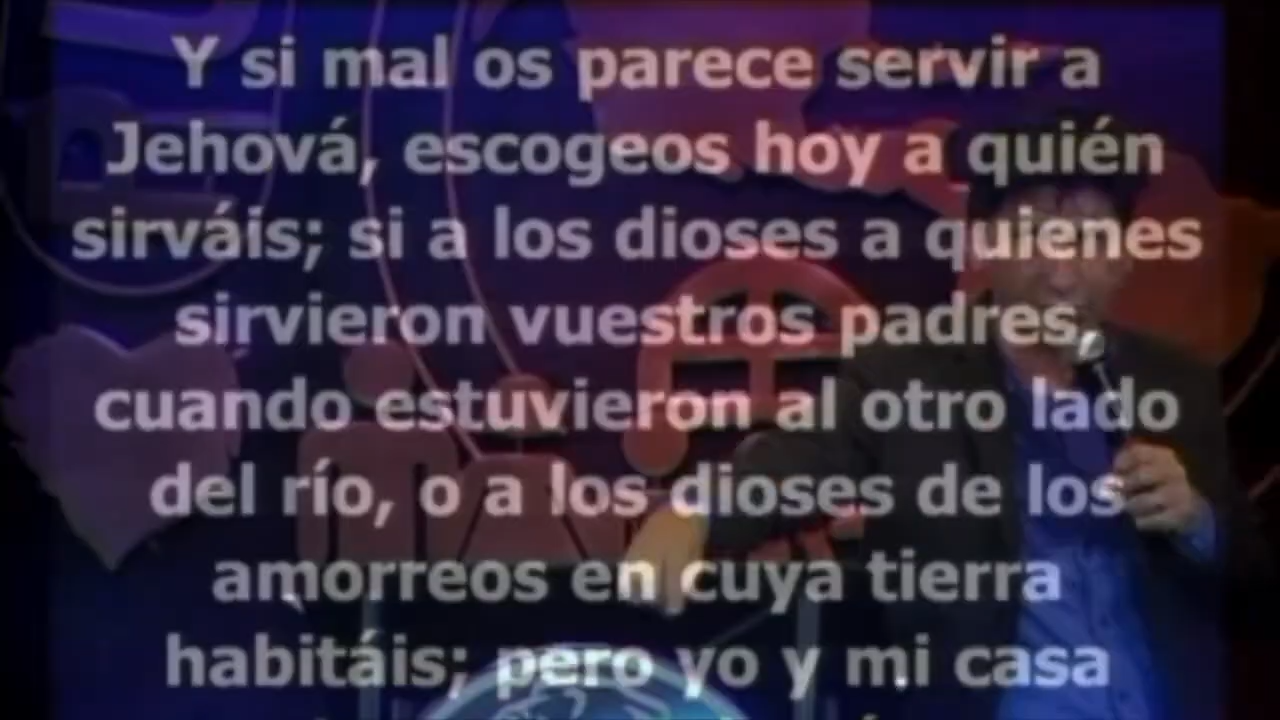 Y si mal os parece servir a
Jehová, escogeos hoy a quién
sirváis; si a los dioses a quienes
sirvieron vuestros padres,
cuando estuvieron al otro lado
del río, o a los dioses de los
amorreos en cuya tierra
habitáis; pero yo y mi casa